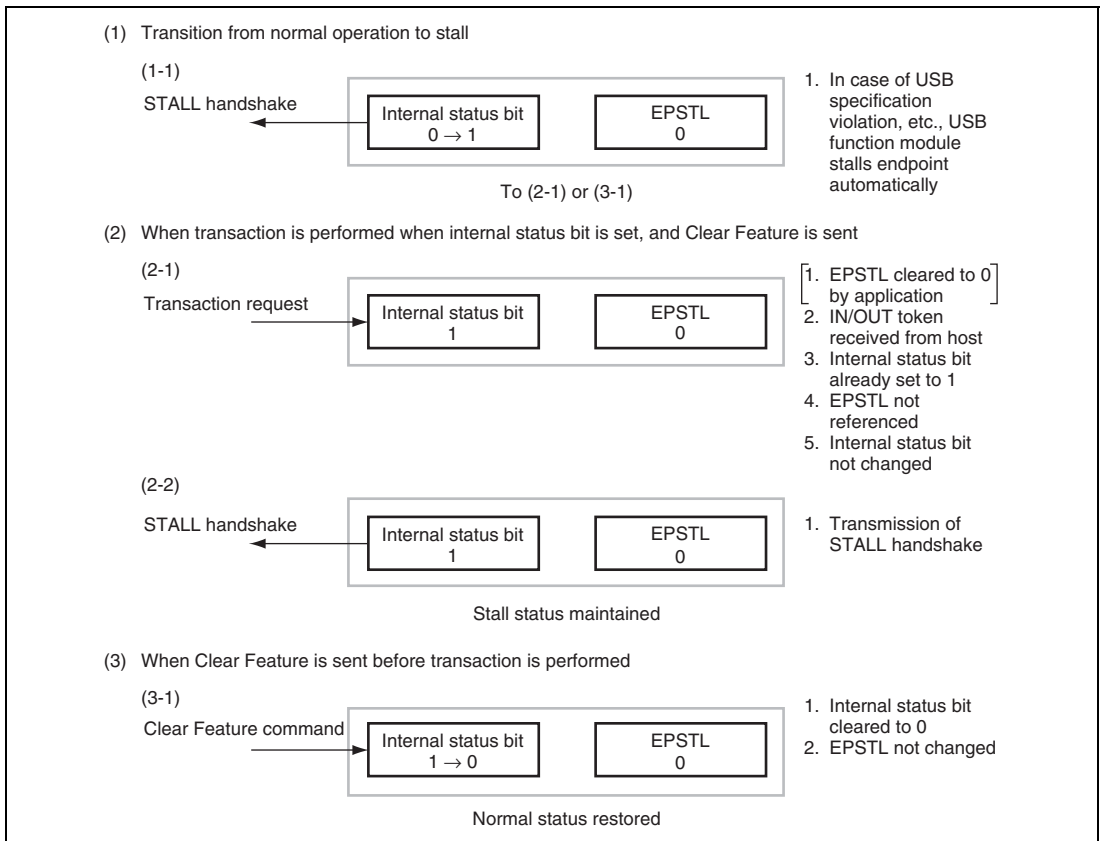 (1) Transition from normal operation to stall
(1-1)
STALL handshake
Internal status bit
0 → 1
EPSTL
0
1. In case of USB
specification
violation, etc., USB
function module
stalls endpoint
automatically
To (2-1) or (3-1)
(2) When transaction is performed when internal status bit is set, and Clear Feature is sent
(2-1)
Transaction request
Internal status bit
1
EPSTL
0
1. EPSTL cleared to 0
by application
2. IN/OUT token
received from host
3. Internal status bit
already set to 1
4. EPSTL not
referenced
5. Internal status bit
not changed
(2-2)
STALL handshake
Internal status bit
1
EPSTL
0
1. Transmission of
STALL handshake
Stall status maintained
(3) When Clear Feature is sent before transaction is performed
(3-1)
Clear Feature command
Internal status bit
1 → 0
EPSTL
0
1. Internal status bit
cleared to 0
2. EPSTL not changed
Normal status restored